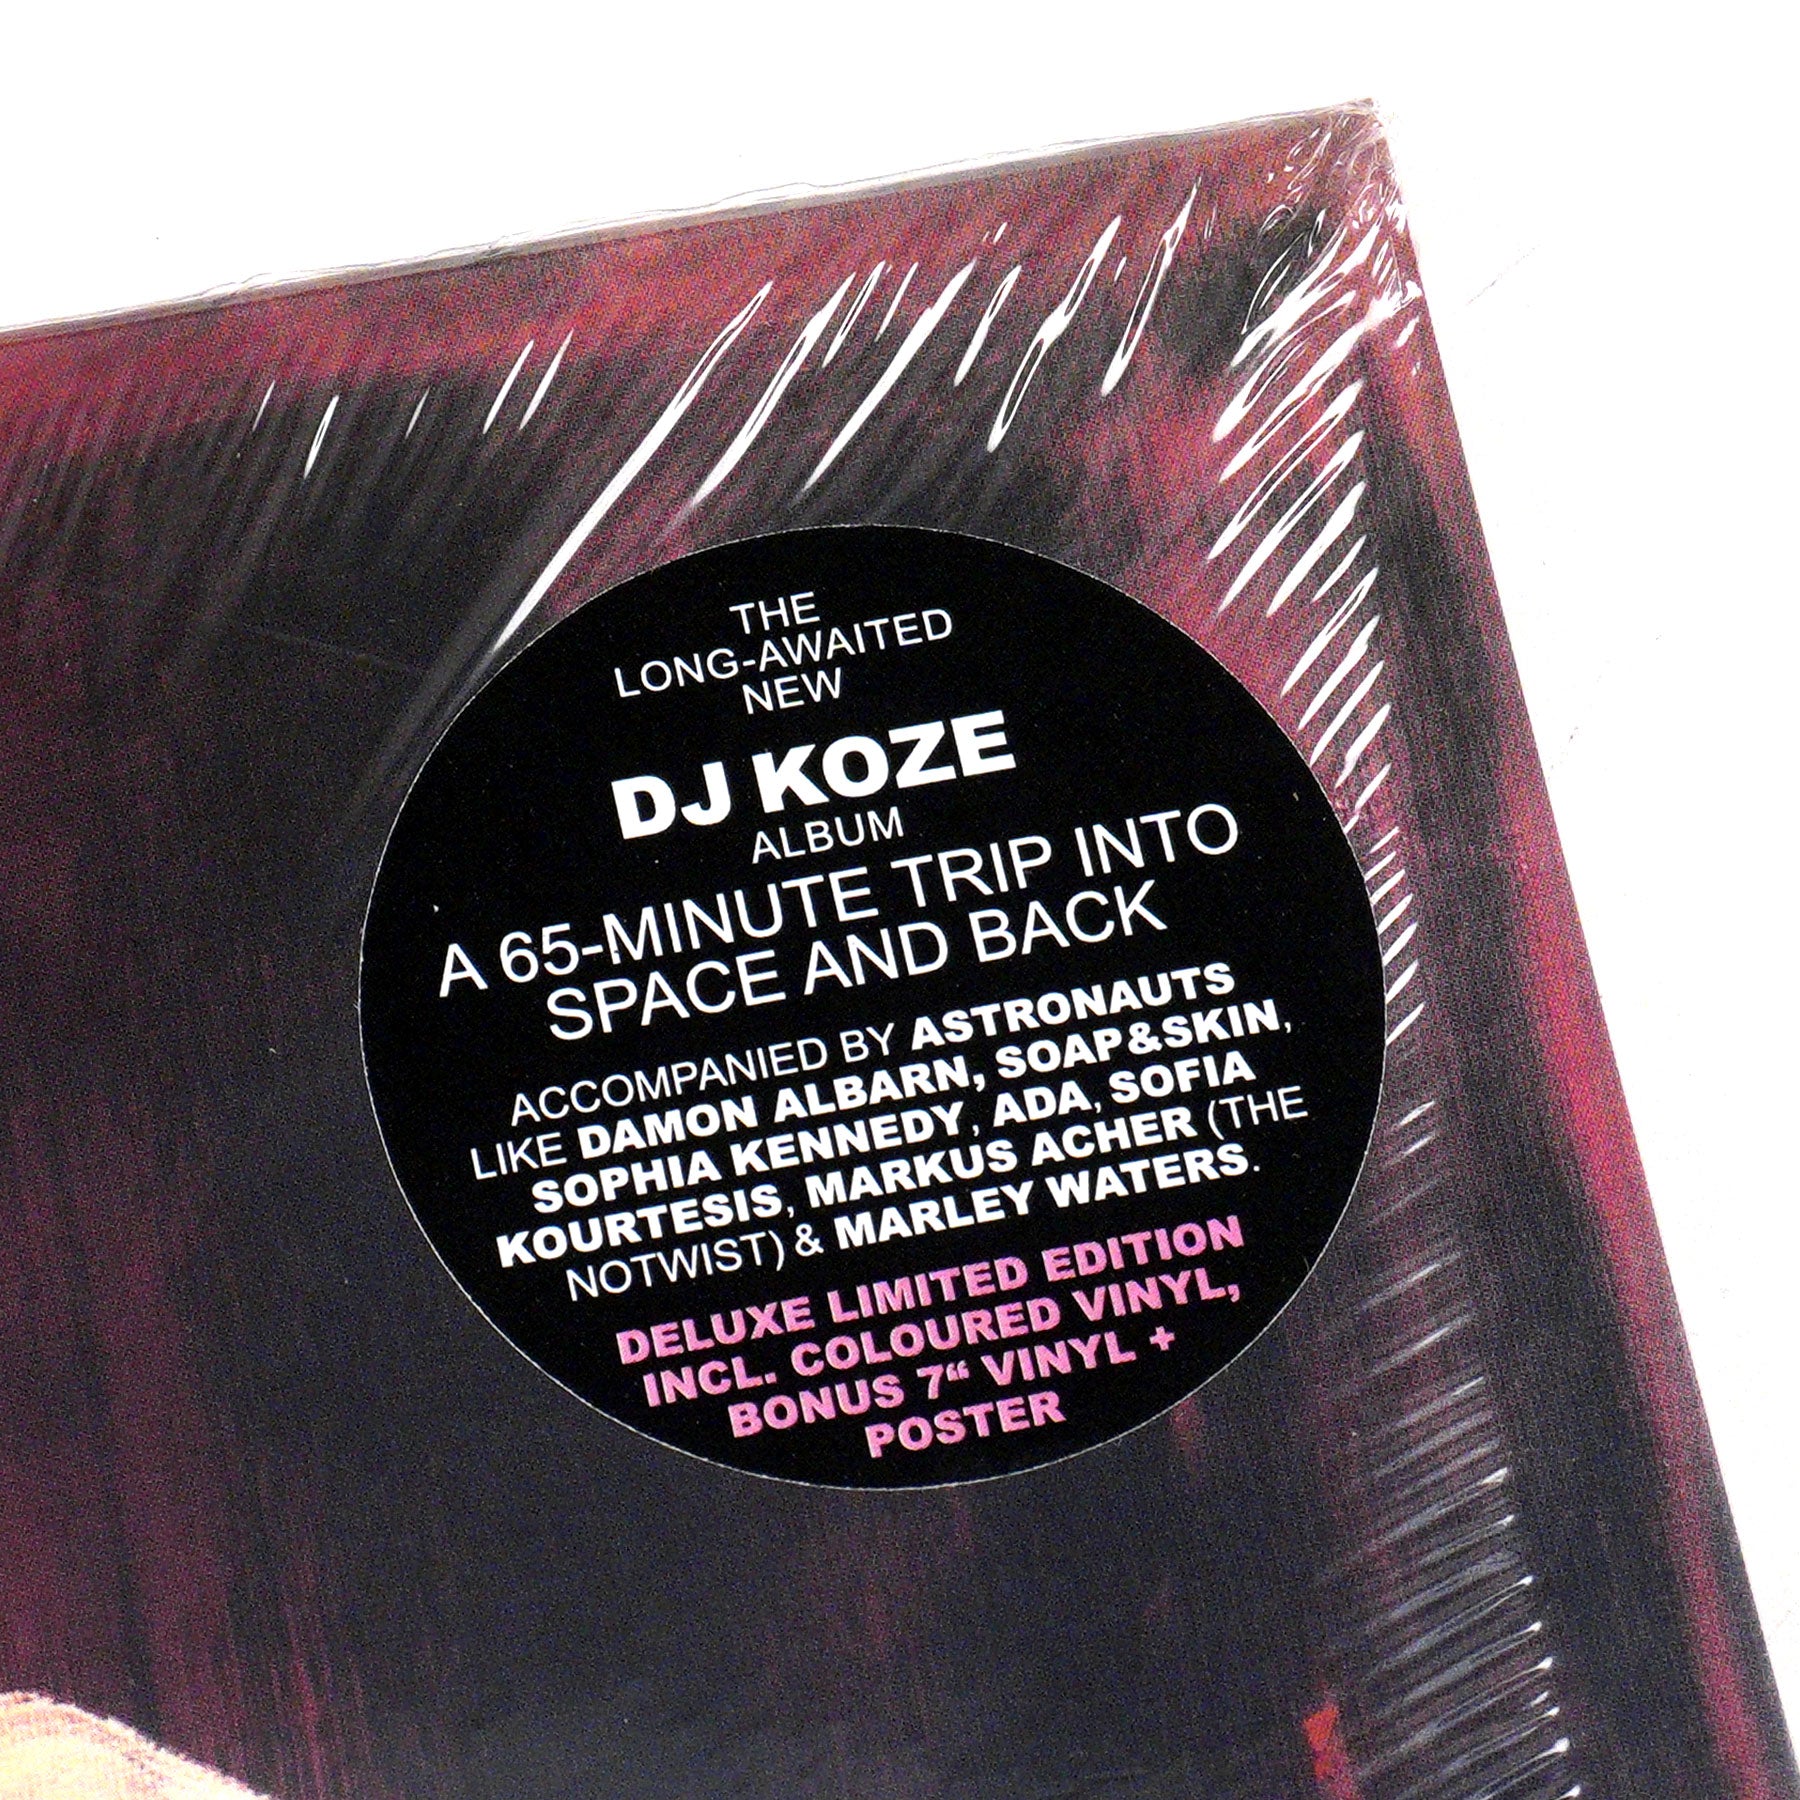 THE
LONG-AWAITED
NEW
DJ KOZE
ALBUM
A 65-MINUTE TRIP INTO
SPACE AND BACK
ACCOMPANIED BY ASTRONAUTS
LIKE DAMON ALBARN, SOAP&SKIN,
SOPHIA KENNEDY, ADA, SOFIA
KOURTESIS, MARKUS ACHER (THE
NOTWIST) & MARLEY WATERS.
DELUXE LIMITED EDITION
INCL. COLOURED VINYL,
BONUS 7“ VINYL +
POSTER